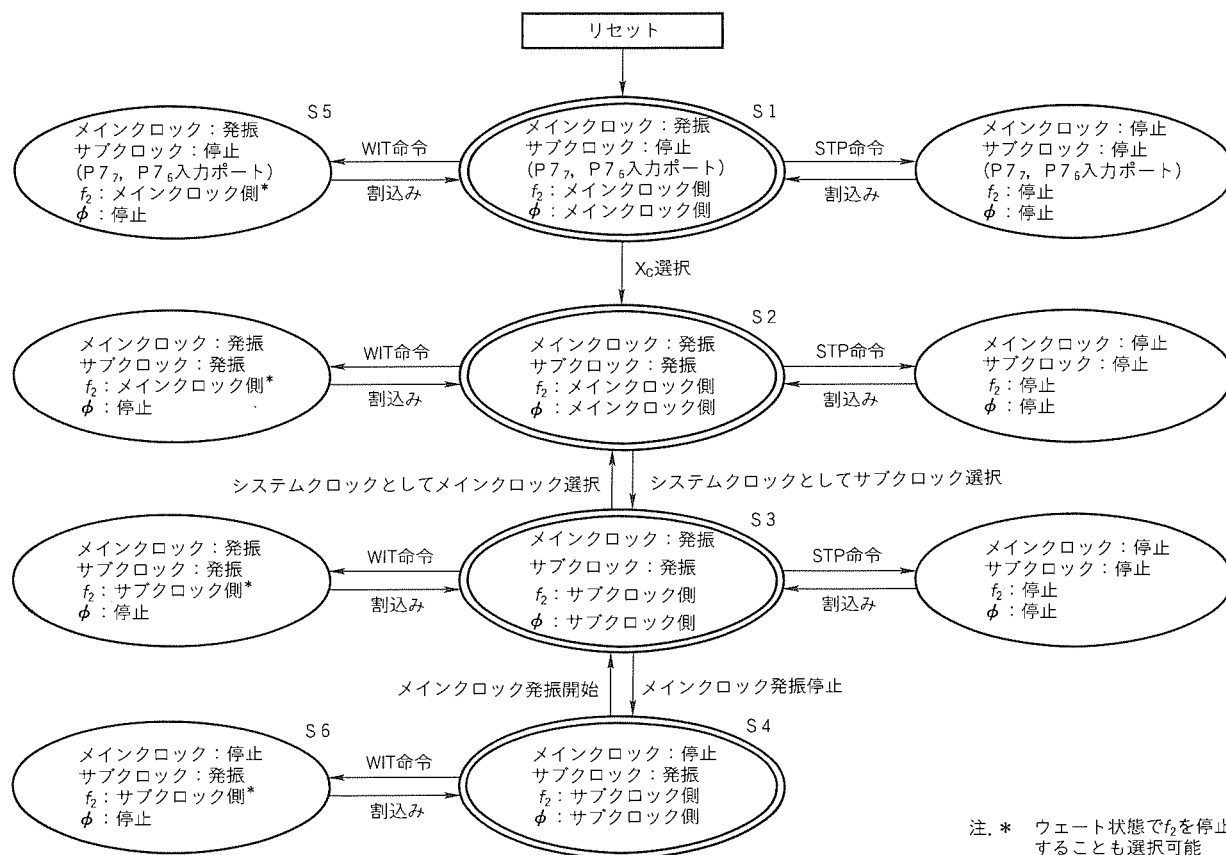 リセット
S5
メインクロック：発振
サブクロック：停止
(P7₇, P7₆入力ポート)
f₂：メインクロック側*
φ：停止
WIT命令
割込み
S1
メインクロック：発振
サブクロック：停止
(P7₇, P7₆入力ポート)
f₂：メインクロック側
φ：メインクロック側
STP命令
割込み
メインクロック：停止
サブクロック：停止
(P7₇, P7₆入力ポート)
f₂：停止
φ：停止
X_C選択
メインクロック：発振
サブクロック：発振
f₂：メインクロック側*
φ：停止
WIT命令
割込み
S2
メインクロック：発振
サブクロック：発振
f₂：メインクロック側
φ：メインクロック側
STP命令
割込み
メインクロック：停止
サブクロック：停止
f₂：停止
φ：停止
システムクロックとしてメインクロック選択
システムクロックとしてサブクロック選択
メインクロック：発振
サブクロック：発振
f₂：サブクロック側*
φ：停止
WIT命令
割込み
S3
メインクロック：発振
サブクロック：発振
f₂：サブクロック側
φ：サブクロック側
STP命令
割込み
メインクロック：停止
サブクロック：停止
f₂：停止
φ：停止
メインクロック発振開始
メインクロック発振停止
S6
メインクロック：停止
サブクロック：発振
f₂：サブクロック側*
φ：停止
WIT命令
割込み
S4
メインクロック：停止
サブクロック：発振
f₂：サブクロック側
φ：サブクロック側
注. * ウェート状態でf₂を停止
することも選択可能